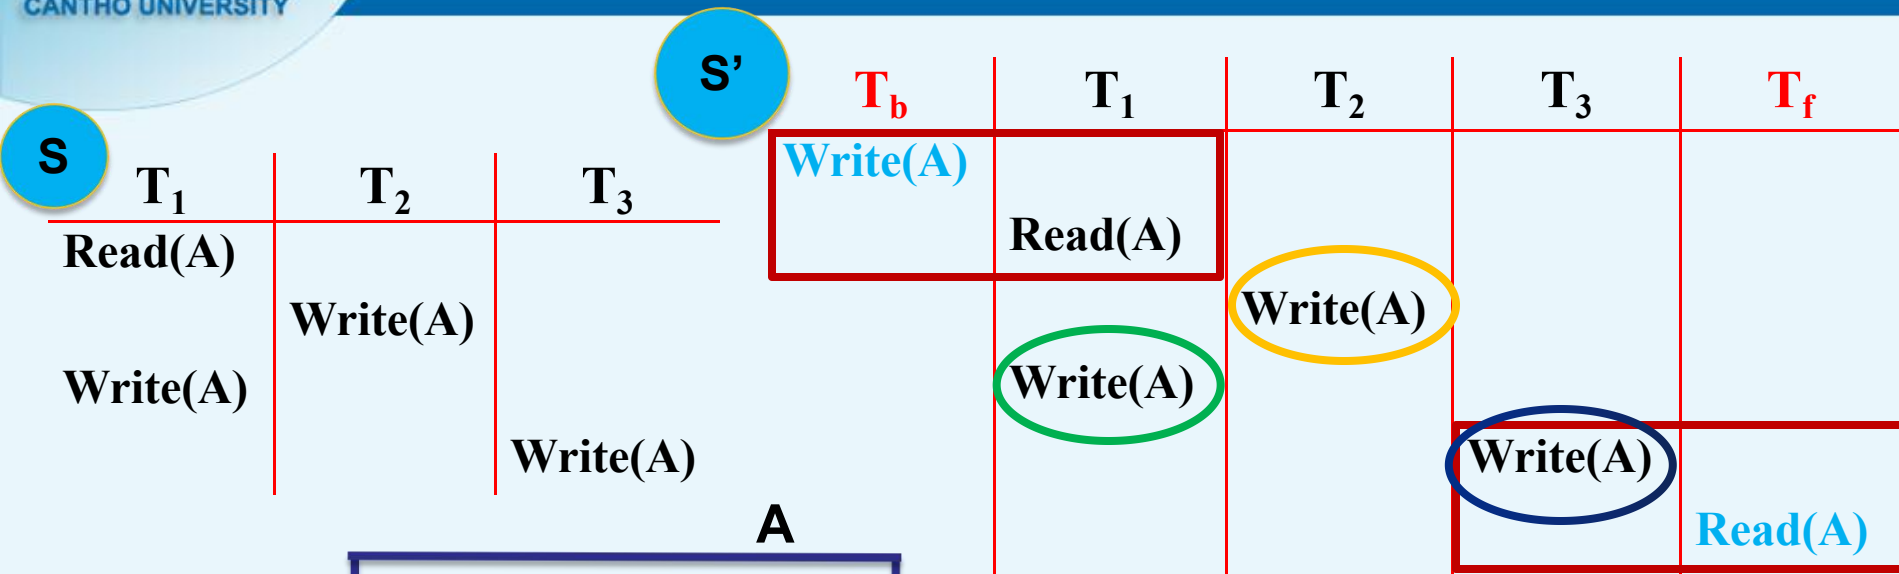 CANTHO UNIVERSITY
S
T1 T2 T3
Read(A)
Write(A)
Write(A)
Write(A)
S’
Tb T1 T2 T3 Tf
Write(A)
Read(A)
Write(A)
Write(A)
Write(A)
Read(A)
A